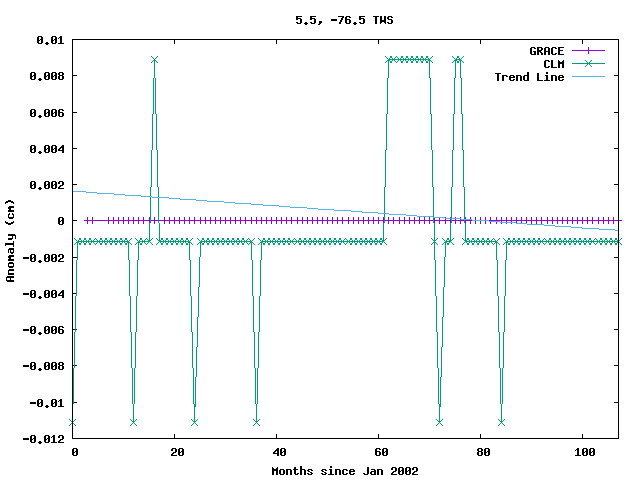 5.5, -76.5 TWS
GRACE
CLM
Trend Line
0.01
0.008
0.006
0.004
0.002
0
-0.002
-0.004
-0.006
-0.008
-0.01
-0.012
Anomaly (cm)
0 20 40 60 80 100
Months since Jan 2002